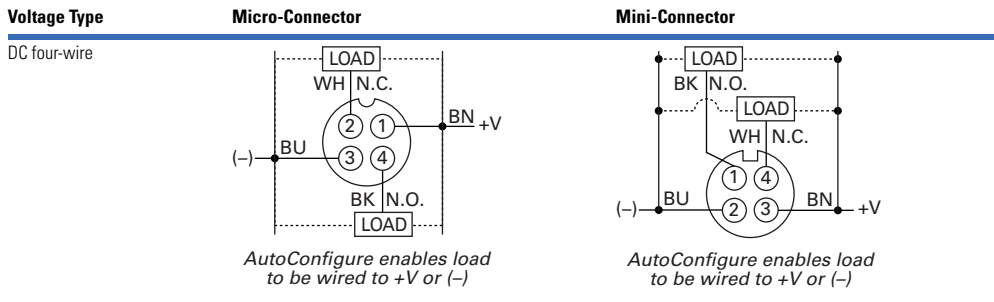 Voltage Type Micro-Connector Mini-Connector
DC four-wire
LOAD
WH N.C.
2 1
BN +V
(–) BU
3 4
BK N.O.
LOAD
AutoConfigure enables load
to be wired to +V or (–)
LOAD
BK N.O.
LOAD
WH N.C.
1 4
(–) BU
2 3
BN +V
AutoConfigure enables load
to be wired to +V or (–)